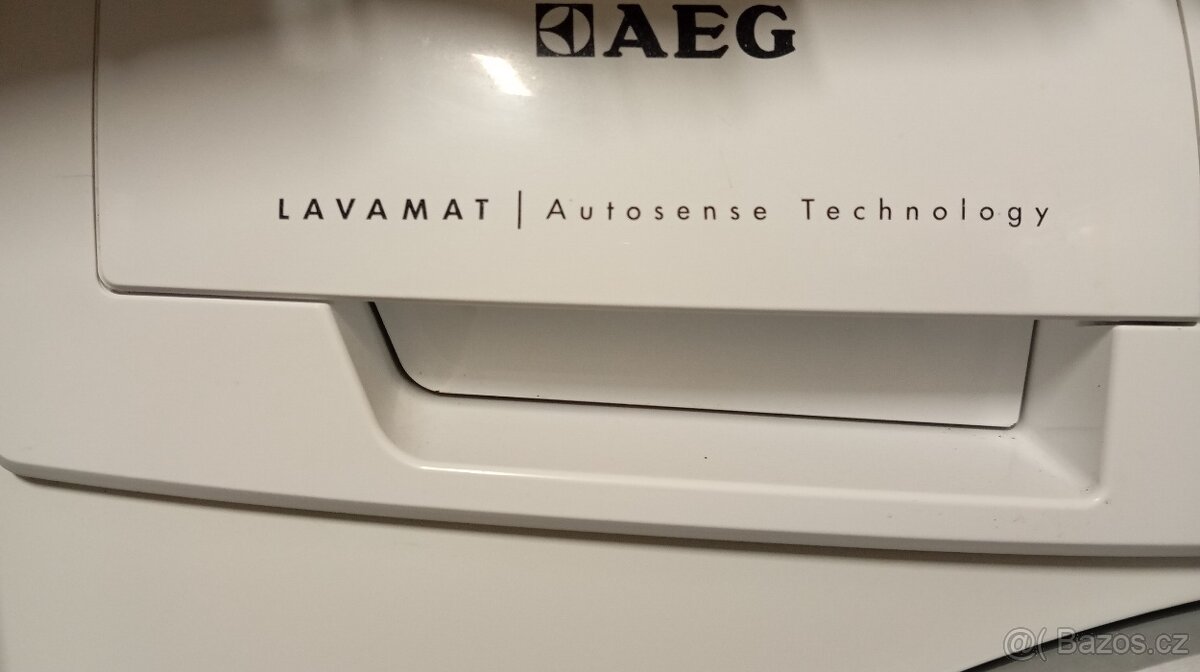 AEG
LAVAMAT | Autosense Technology
@( Bazos.cz